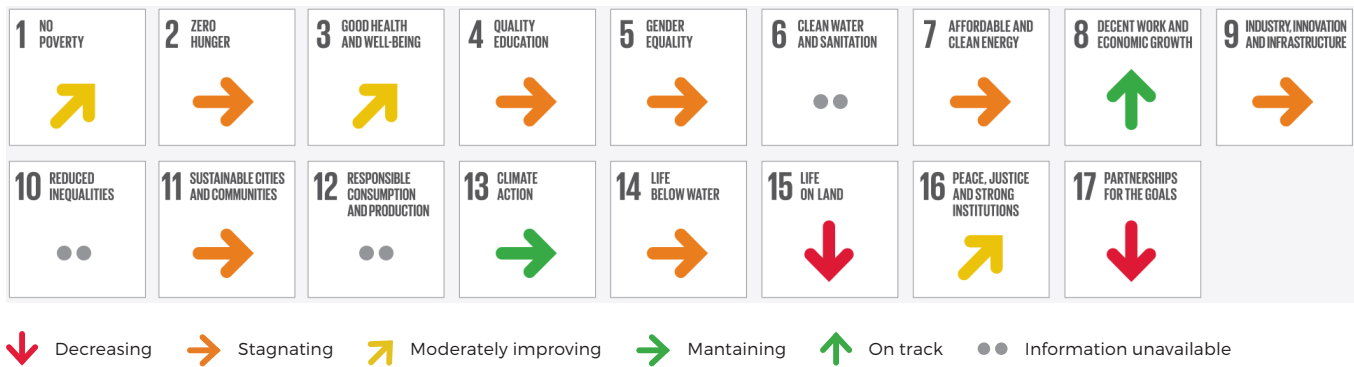 1 NO
POVERTY
2 ZERO
HUNGER
3 GOOD HEALTH
AND WELL-BEING
4 QUALITY
EDUCATION
5 GENDER
EQUALITY
6 CLEAN WATER
AND SANITATION
7 AFFORDABLE AND
CLEAN ENERGY
8 DECENT WORK AND
ECONOMIC GROWTH
9 INDUSTRY, INNOVATION
AND INFRASTRUCTURE
10 REDUCED
INEQUALITIES
11 SUSTAINABLE CITIES
AND COMMUNITIES
12 RESPONSIBLE
CONSUMPTION
AND PRODUCTION
13 CLIMATE
ACTION
14 LIFE
BELOW WATER
15 LIFE
ON LAND
16 PEACE, JUSTICE
AND STRONG
INSTITUTIONS
17 PARTNERSHIPS
FOR THE GOALS
Decreasing
Stagnating
Moderately improving
Mantaining
On track
Information unavailable